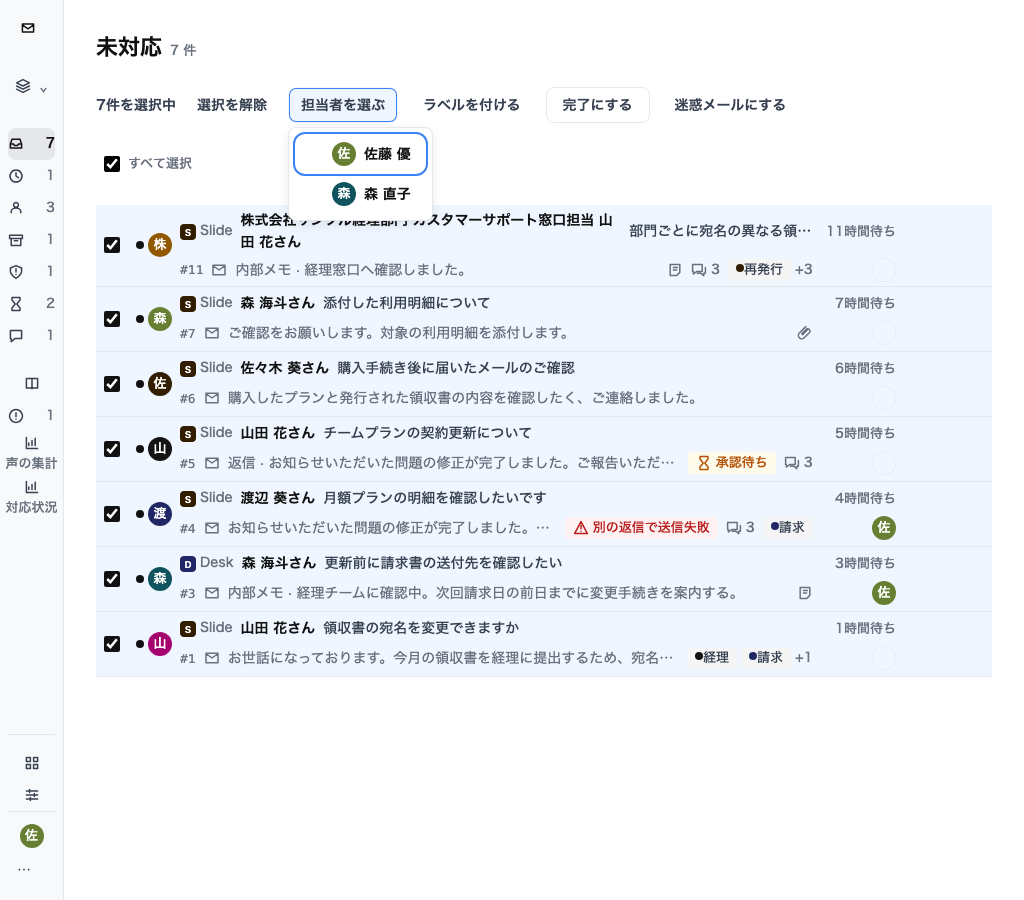 未対応 7 件
7件を選択中 選択を解除 担当者を選ぶ ラベルを付ける 完了にする 迷惑メールにする
佐 佐藤 優
森 森 直子
すべて選択
7
1
3
1
1
2
1
1
声の集計
対応状況
佐
…
株 S Slide 株式会社サンプル経理部門カスタマーサポート窓口担当 山
田 花さん 部門ごとに宛名の異なる領… 11時間待ち
#11 内部メモ · 経理窓口へ確認しました。 3 再発行 +3
森 S Slide 森 海斗さん 添付した利用明細について 7時間待ち
#7 ご確認をお願いします。対象の利用明細を添付します。
佐 S Slide 佐々木 葵さん 購入手続き後に届いたメールのご確認 6時間待ち
#6 購入したプランと発行された領収書の内容を確認したく、ご連絡しました。
山 S Slide 山田 花さん チームプランの契約更新について 5時間待ち
#5 返信 · お知らせいただいた問題の修正が完了しました。ご報告いただ… 承認待ち 3
渡 S Slide 渡辺 葵さん 月額プランの明細を確認したいです 4時間待ち
#4 お知らせいただいた問題の修正が完了しました。… 別の返信で送信失敗 3 請求 佐
森 D Desk 森 海斗さん 更新前に請求書の送付先を確認したい 3時間待ち
#3 内部メモ · 経理チームに確認中。次回請求日の前日までに変更手続きを案内する。 佐
山 S Slide 山田 花さん 領収書の宛名を変更できますか 1時間待ち
#1 お世話になっております。今月の領収書を経理に提出するため、宛名… 経理 請求 +1